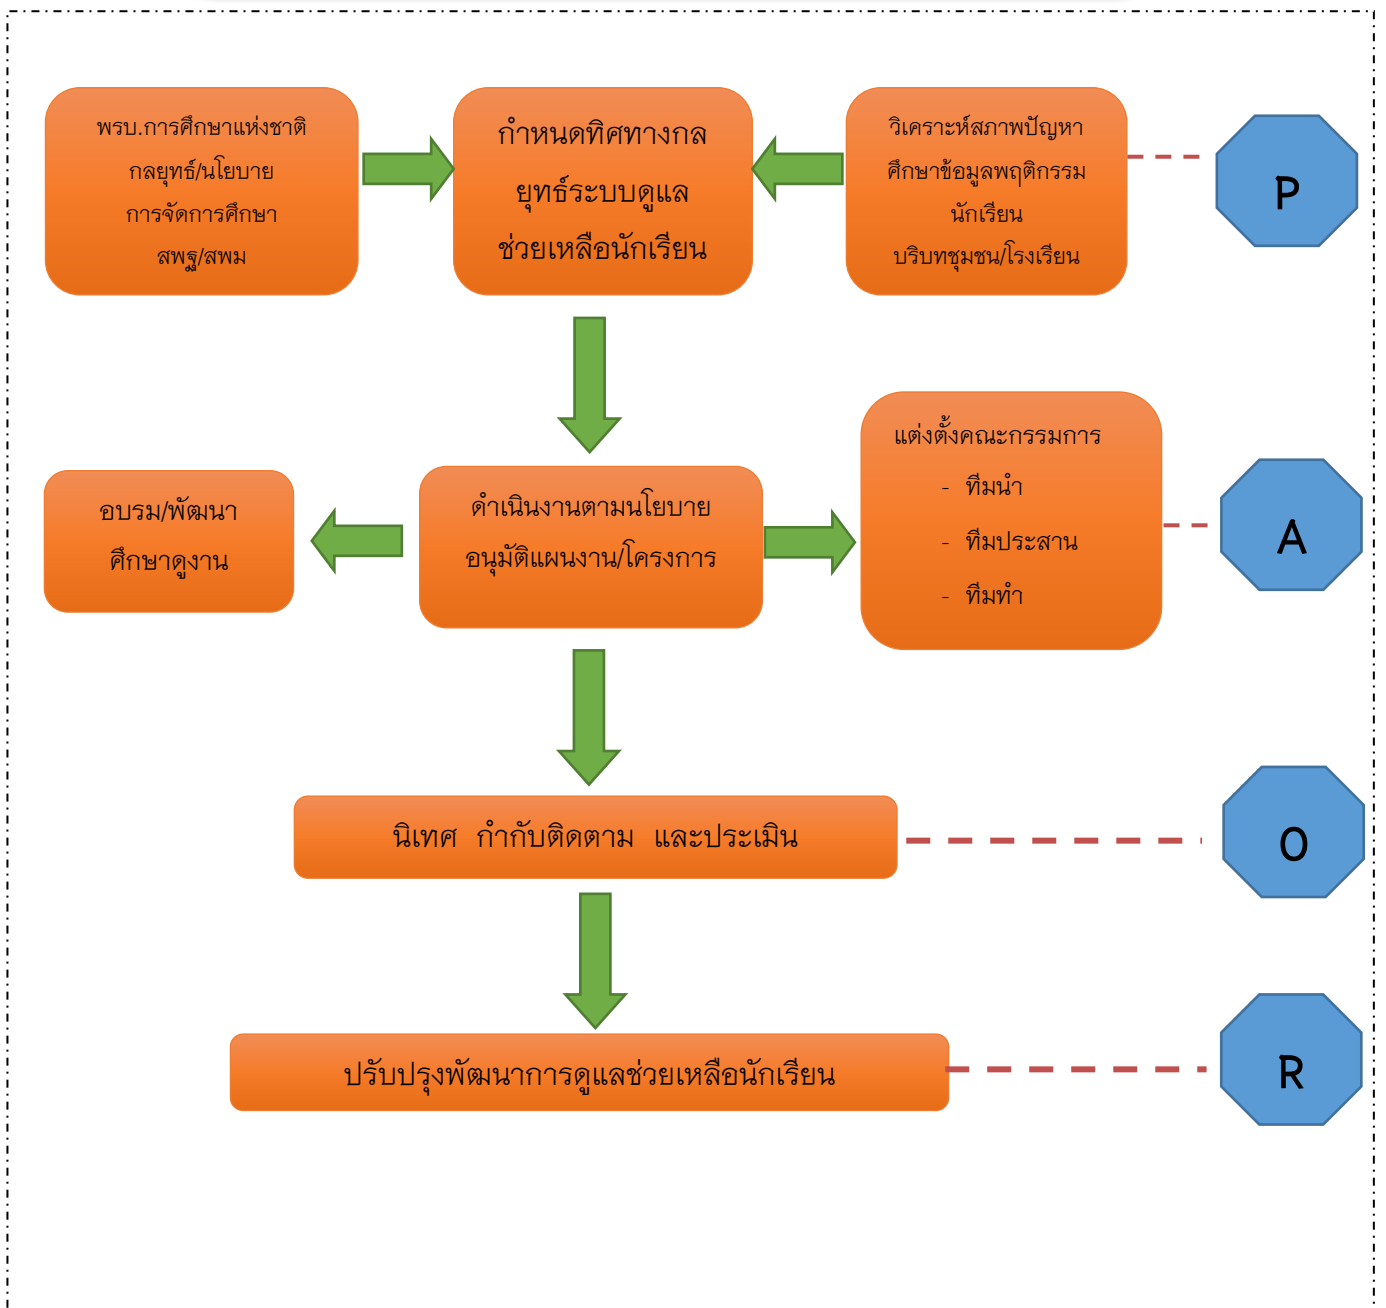 พรบ.การศึกษาแห่งชาติ
กลยุทธ์/นโยบาย
การจัดการศึกษา
สพฐ/สพม
กำหนดทิศทางกล
ยุทธ์ระบบดูแล
ช่วยเหลือนักเรียน
วิเคราะห์สภาพปัญหา
ศึกษาข้อมูลพฤติกรรม
นักเรียน
บริบทชุมชน/โรงเรียน
P
อบรม/พัฒนา
ศึกษาดูงาน
ดำเนินงานตามนโยบาย
อนุมัติแผนงาน/โครงการ
แต่งตั้งคณะกรรมการ
- ทีมนำ
- ทีมประสาน
- ทีมทำ
A
นิเทศ กำกับติดตาม และประเมิน
O
ปรับปรุงพัฒนาการดูแลช่วยเหลือนักเรียน
R